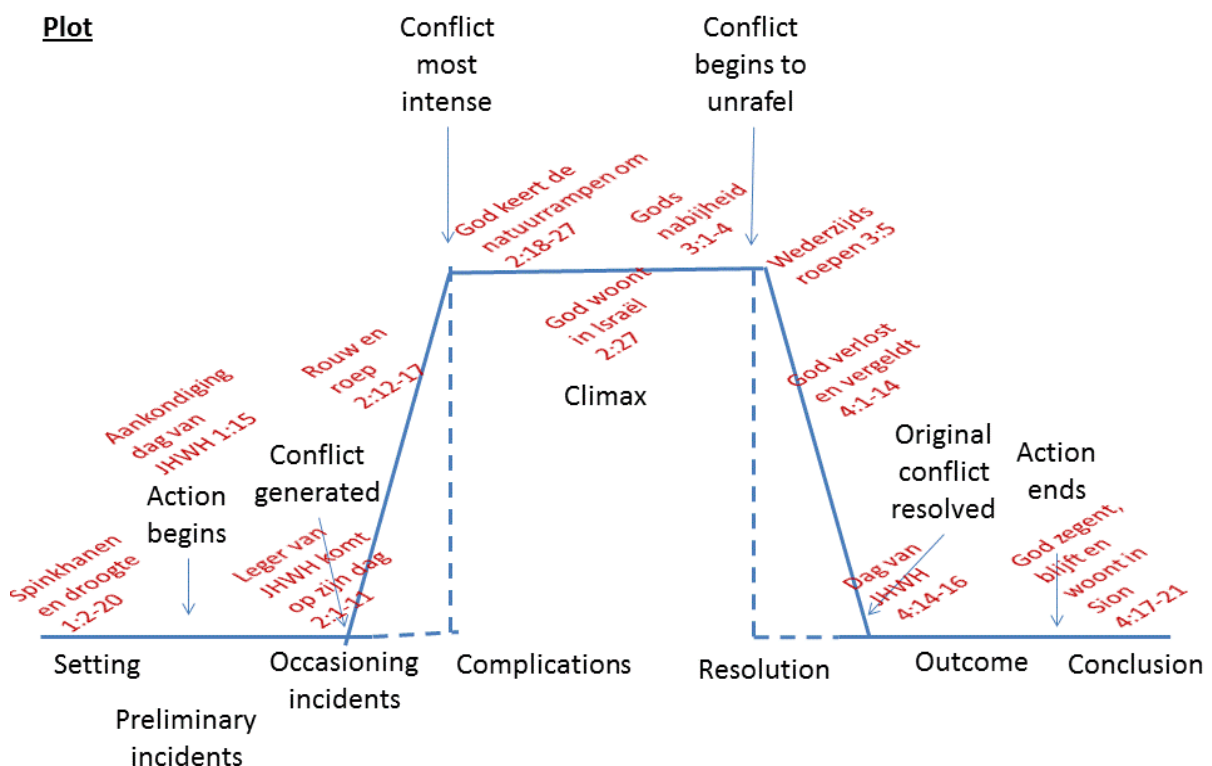 Plot
Conflict
most
intense
Conflict
begins to
unrafel
God keert de
natuurrampen om
2:18-27
Gods
nabijheid
3:1-4
Wederzijds
roepen 3:5
God woont
in Israël
2:27
Rouw en
roep
2:12-17
God verlost
en vergeldt
4:1-14
Climax
Aankondiging
dag van
JHWH 1:15
Action
begins
Conflict
generated
Original
conflict
resolved
Action
ends
Spinkhanen
en droogte
1:2-20
Leger van
JHWH komt
op zijn dag
2:1-11
Dag van
JHWH
4:14-16
God zegent,
blijft en
woont in
Sion
4:17-21
Setting
Preliminary
incidents
Occasioning
incidents
Complications
Resolution
Outcome
Conclusion